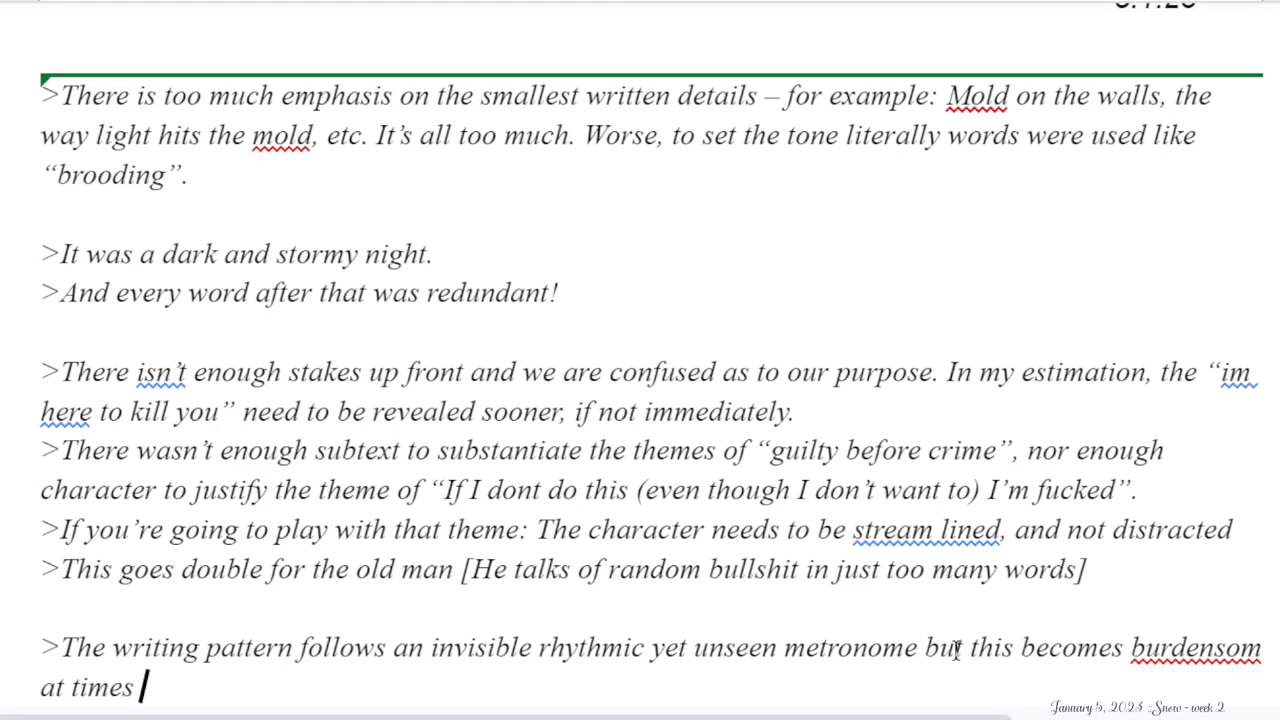 >There is too much emphasis on the smallest written details – for example: Mold on the walls, the
way light hits the mold, etc. It’s all too much. Worse, to set the tone literally words were used like
“brooding”.
>It was a dark and stormy night.
>And every word after that was redundant!
>There isn’t enough stakes up front and we are confused as to our purpose. In my estimation, the “im
here to kill you” need to be revealed sooner, if not immediately.
>There wasn’t enough subtext to substantiate the themes of “guilty before crime”, nor enough
character to justify the theme of “If I dont do this (even though I don’t want to) I’m fucked”.
>If you’re going to play with that theme: The character needs to be stream lined, and not distracted
>This goes double for the old man [He talks of random bullshit in just too many words]
>The writing pattern follows an invisible rhythmic yet unseen metronome but this becomes burdensom
at times
January 5, 2023 :Snow - week 2